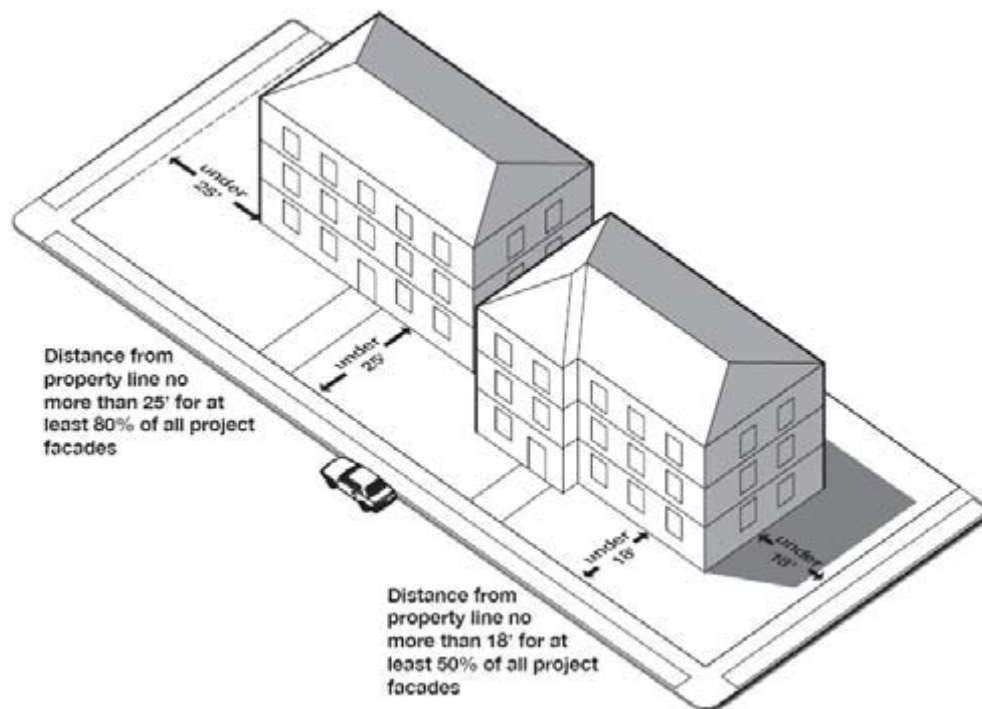 under
25'
under
25'
Distance from
property line no
more than 25' for at
least 80% of all project
facades
under
18'
under
18'
Distance from
property line no
more than 18' for at
least 50% of all project
facades